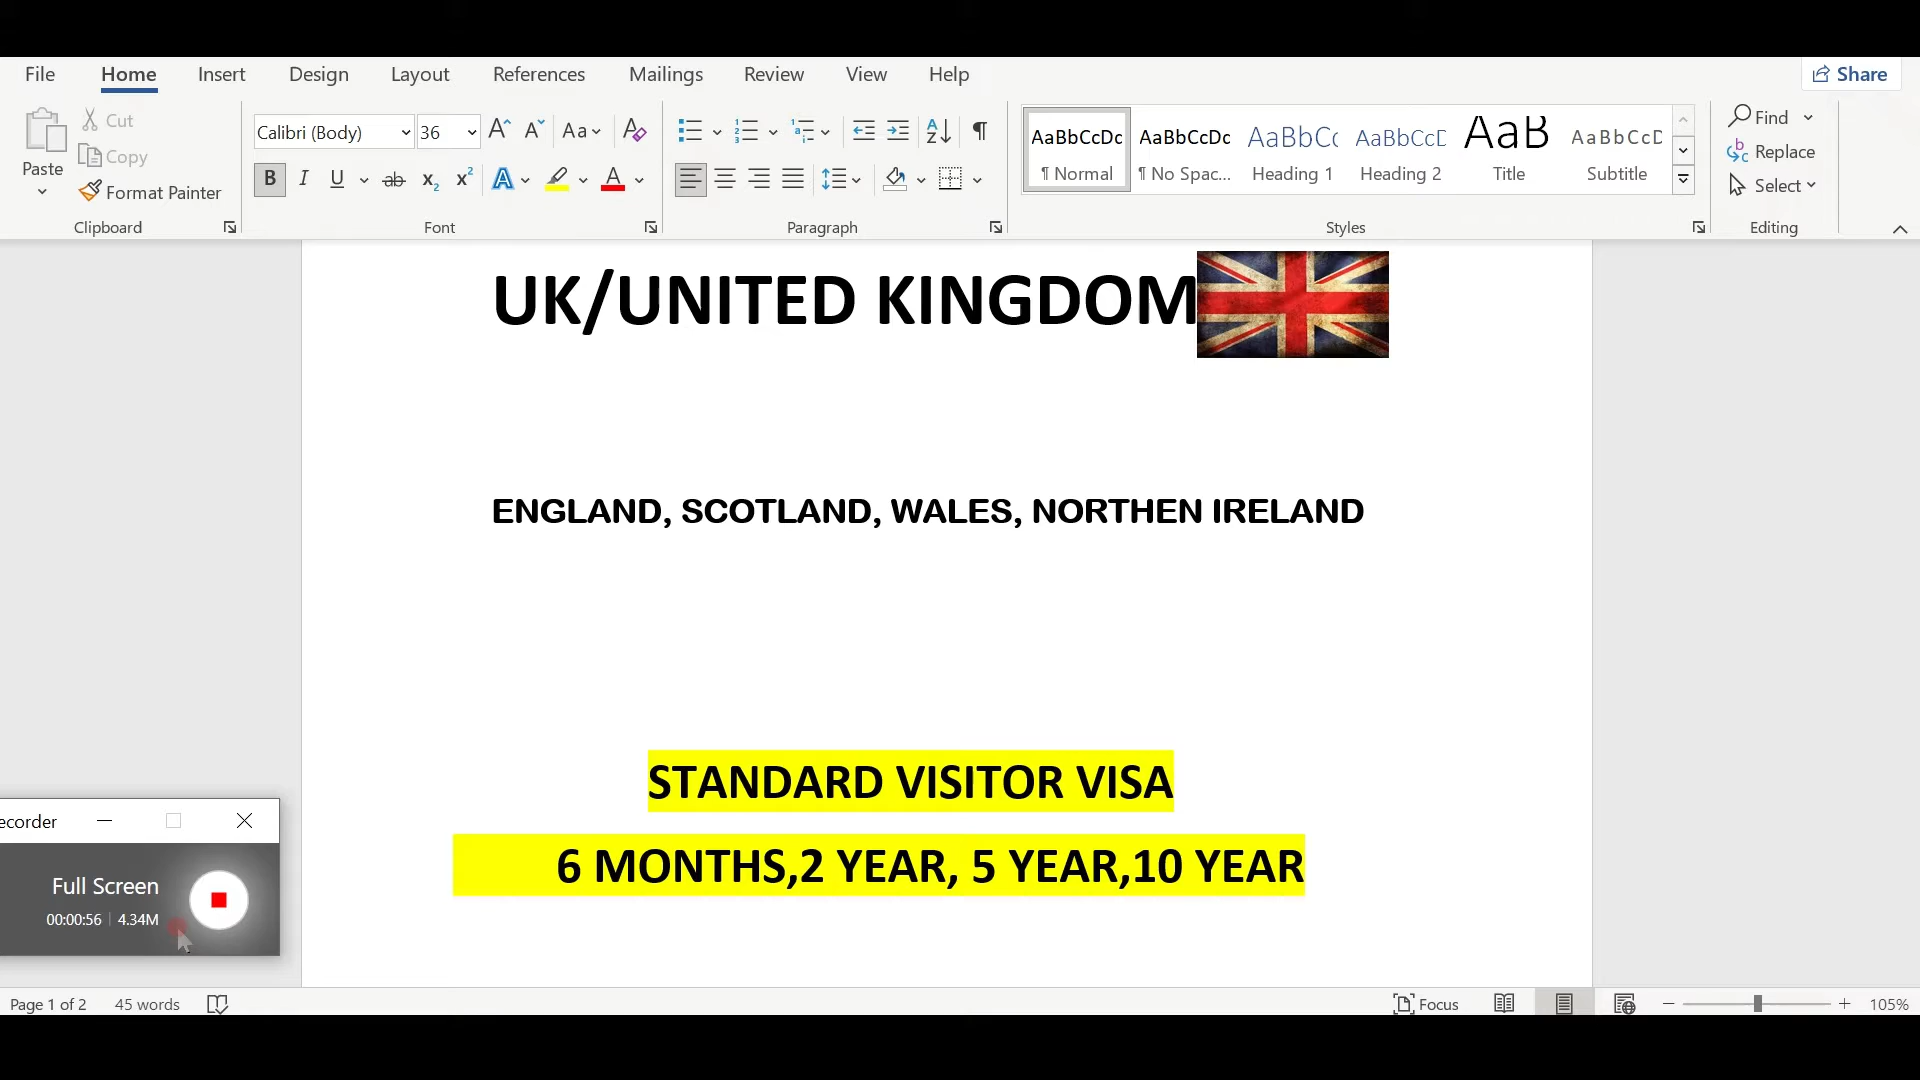 File Home Insert Design Layout References Mailings Review View Help Share
Paste
Cut
Copy
Format Painter
Clipboard
Calibri (Body) 36
Aa
B I U ab x2 x2 A A
Font
Paragraph
AaBbCcDc AaBbCcDc AaBbCc AaBbCcD AaB AaBbCcD
¶ Normal ¶ No Spac... Heading 1 Heading 2 Title Subtitle
Styles
Find
Replace
Select
Editing
UK/UNITED KINGDOM
ENGLAND, SCOTLAND, WALES, NORTHEN IRELAND
STANDARD VISITOR VISA
6 MONTHS,2 YEAR, 5 YEAR,10 YEAR
ecorder
Full Screen
00:00:56 | 4.34M
Page 1 of 2 45 words Focus 105%